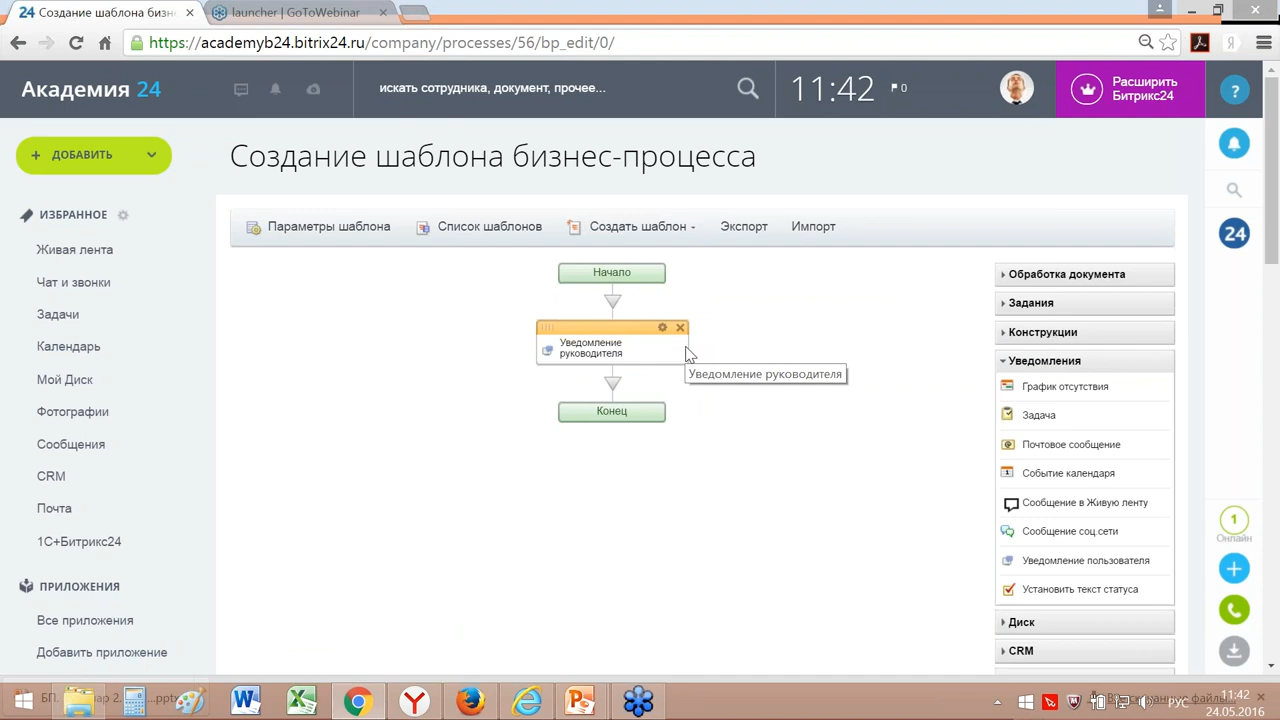 24 Создание шаблона бизнес
launcher | GoToWebinar
https://academyb24.bitrix24.ru/company/processes/56/bp_edit/0/
Академия 24
искать сотрудника, документ, прочее...
11:42
0
Расширить
Битрикс24
?
+ ДОБАВИТЬ
Создание шаблона бизнес-процесса
ИЗБРАННОЕ
Живая лента
Чат и звонки
Задачи
Календарь
Мой Диск
Фотографии
Сообщения
CRM
Почта
1С+Битрикс24
ПРИЛОЖЕНИЯ
Все приложения
Добавить приложение
Параметры шаблона
Список шаблонов
Создать шаблон
Экспорт
Импорт
Начало
Уведомление
руководителя
Уведомление руководителя
Конец
Обработка документа
Задания
Конструкции
Уведомления
График отсутствия
Задача
Почтовое сообщение
Событие календаря
Сообщение в Живую ленту
Сообщение соц.сети
Уведомление пользователя
Установить текст статуса
Диск
CRM
24
1
Онлайн
РУС
11:42
24.05.2016